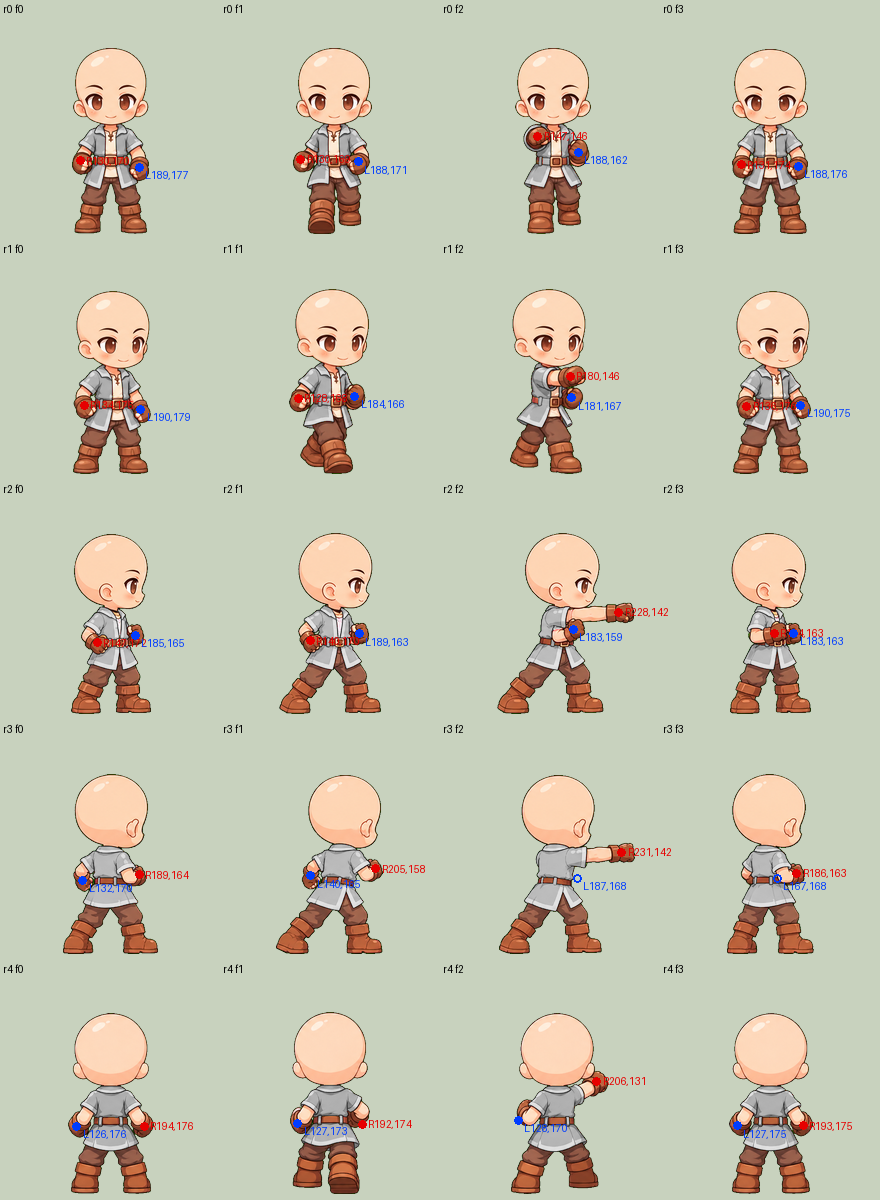 r0 f0
r0 f1
r0 f2
r0 f3
L189,177
L188,171
L188,162
L188,176
r1 f0
r1 f1
r1 f2
r1 f3
R180,146
L190,179
L184,166
L181,167
L190,175
r2 f0
r2 f1
r2 f2
r2 f3
R228,142
L185,165
L189,163
L183,159
L183,163
r3 f0
r3 f1
r3 f2
r3 f3
R189,164
R205,158
R231,142
R186,163
L187,168
L167,168
r4 f0
r4 f1
r4 f2
r4 f3
R206,131
L126,176
R194,176
L127,173
R192,174
L127,175
R193,175